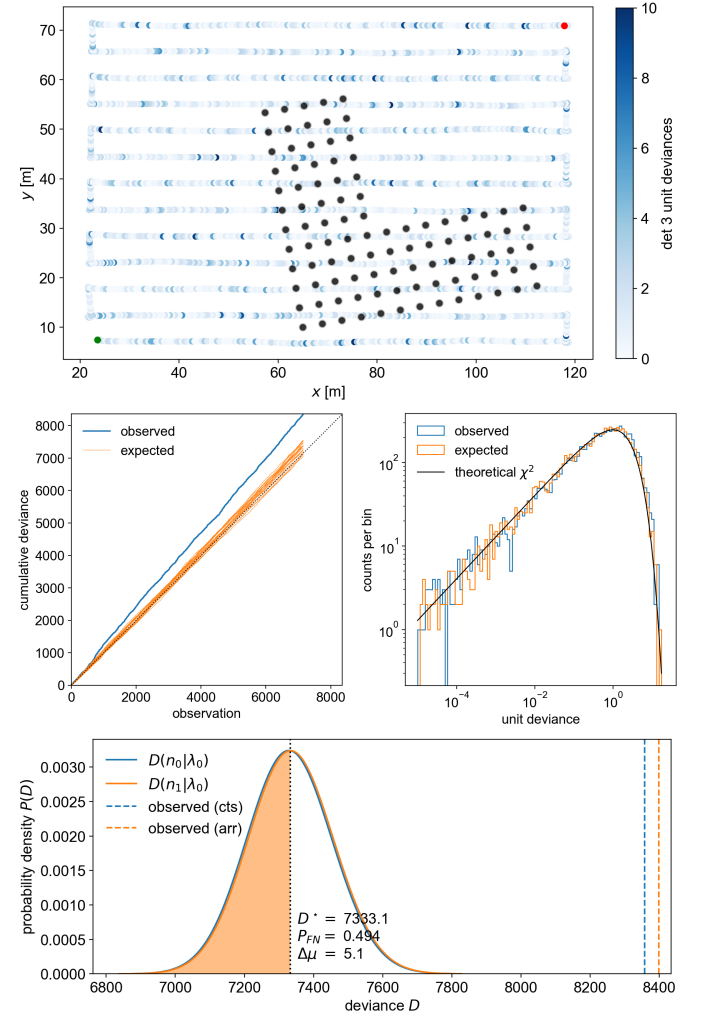 70
60
50
40
30
20
10
y [m]
20 40 60 80 100 120
x [m]
10
8
6
4
2
0
det 3 unit deviances
observed
expected
8000
7000
6000
5000
4000
3000
2000
1000
0
cumulative deviance
0 2000 4000 6000 8000
observation
observed
expected
theoretical χ²
10²
10¹
10⁰
counts per bin
10⁻⁴ 10⁻² 10⁰
unit deviance
D(n₀|λ₀)
D(n₁|λ₀)
observed (cts)
observed (arr)
0.0030
0.0025
0.0020
0.0015
0.0010
0.0005
0.0000
probability density P(D)
D* = 7333.1
P_FN = 0.494
Δμ = 5.1
6800 7000 7200 7400 7600 7800 8000 8200 8400
deviance D